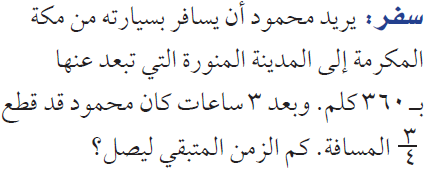 سفر: يريد محمود أن يسافر بسيارته من مكة
المكرمة إلى المدينة المنورة التي تبعد عنها
بـ ٣٦٠ كلم. وبعد ٣ ساعات كان محمود قد قطع
٣/٤ المسافة. كم الزمن المتبقي ليصل؟